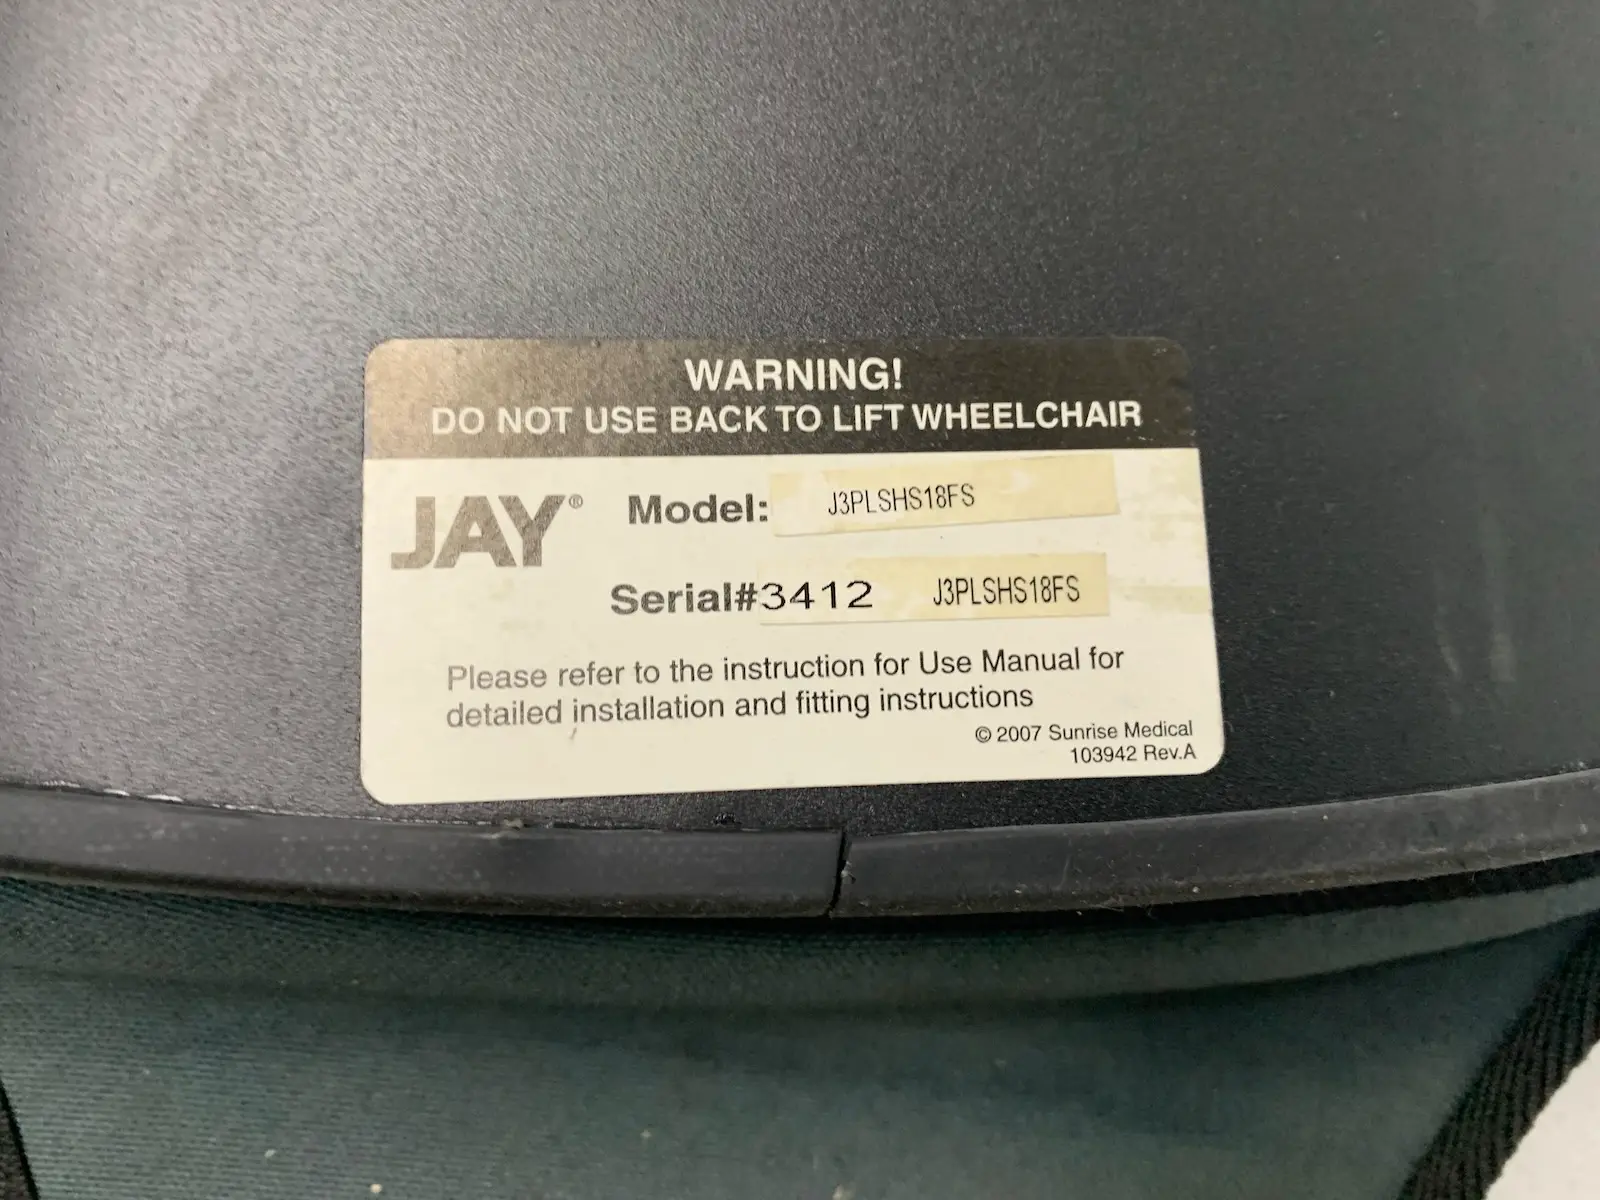 WARNING!
DO NOT USE BACK TO LIFT WHEELCHAIR
JAY® Model: J3PLSHS18FS
Serial#3412 J3PLSHS18FS
Please refer to the instruction for Use Manual for
detailed installation and fitting instructions
© 2007 Sunrise Medical
103942 Rev.A